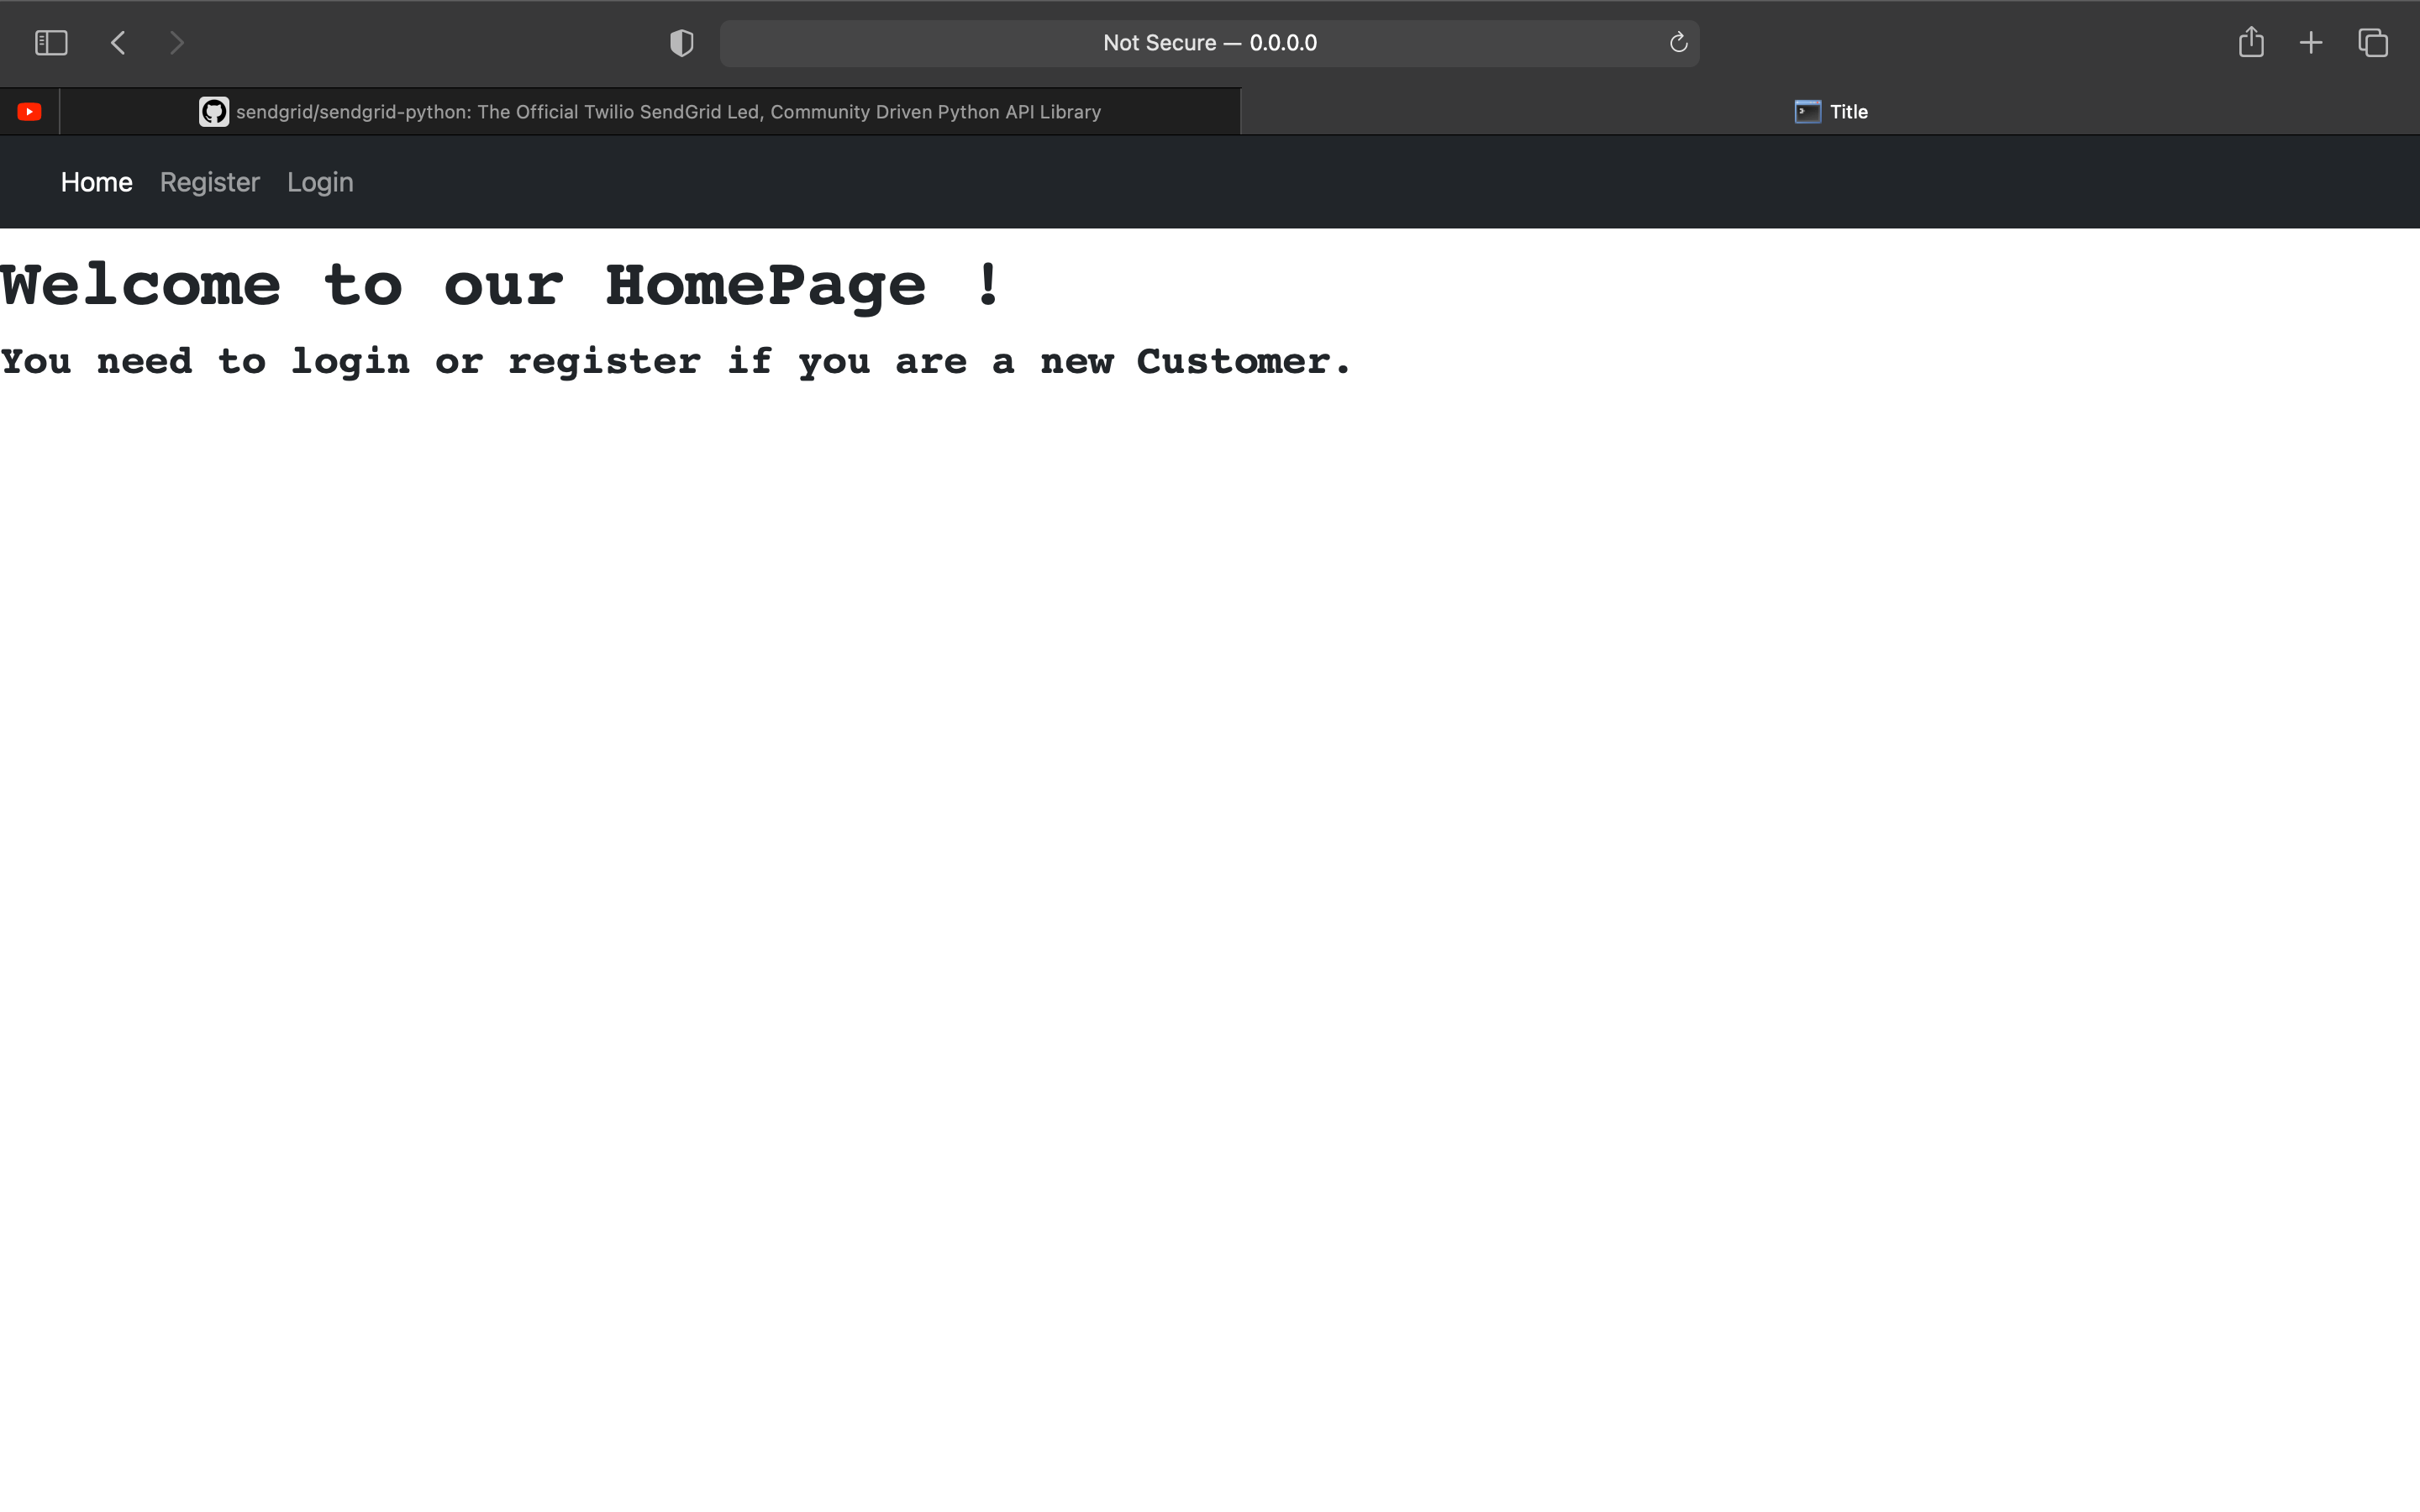 Not Secure — 0.0.0.0
sendgrid/sendgrid-python: The Official Twilio SendGrid Led, Community Driven Python API Library
Title
Home Register Login
Welcome to our HomePage !
You need to login or register if you are a new Customer.